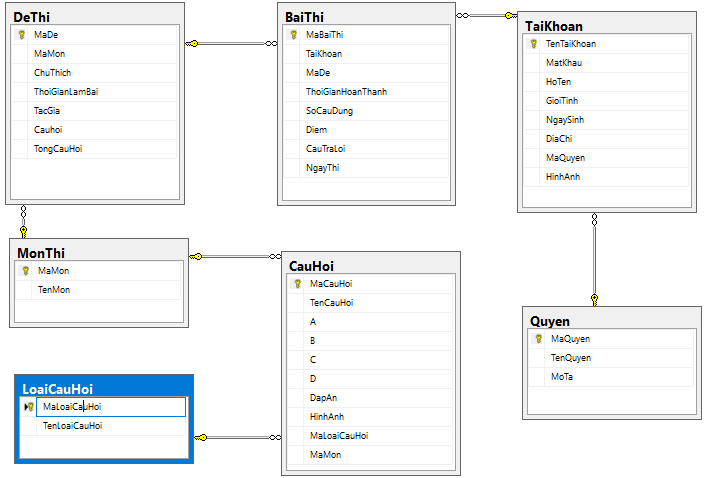 DeThi
MaDe
MaMon
ChuThich
ThoiGianLamBai
TacGia
Cauhoi
TongCauHoi
BaiThi
MaBaiThi
TaiKhoan
MaDe
ThoiGianHoanThanh
SoCauDung
Diem
CauTraLoi
NgayThi
TaiKhoan
TenTaiKhoan
MatKhau
HoTen
GioiTinh
NgaySinh
DiaChi
MaQuyen
HinhAnh
MonThi
MaMon
TenMon
CauHoi
MaCauHoi
TenCauHoi
A
B
C
D
DapAn
HinhAnh
MaLoaiCauHoi
MaMon
Quyen
MaQuyen
TenQuyen
MoTa
LoaiCauHoi
MaLoaiCauHoi
TenLoaiCauHoi